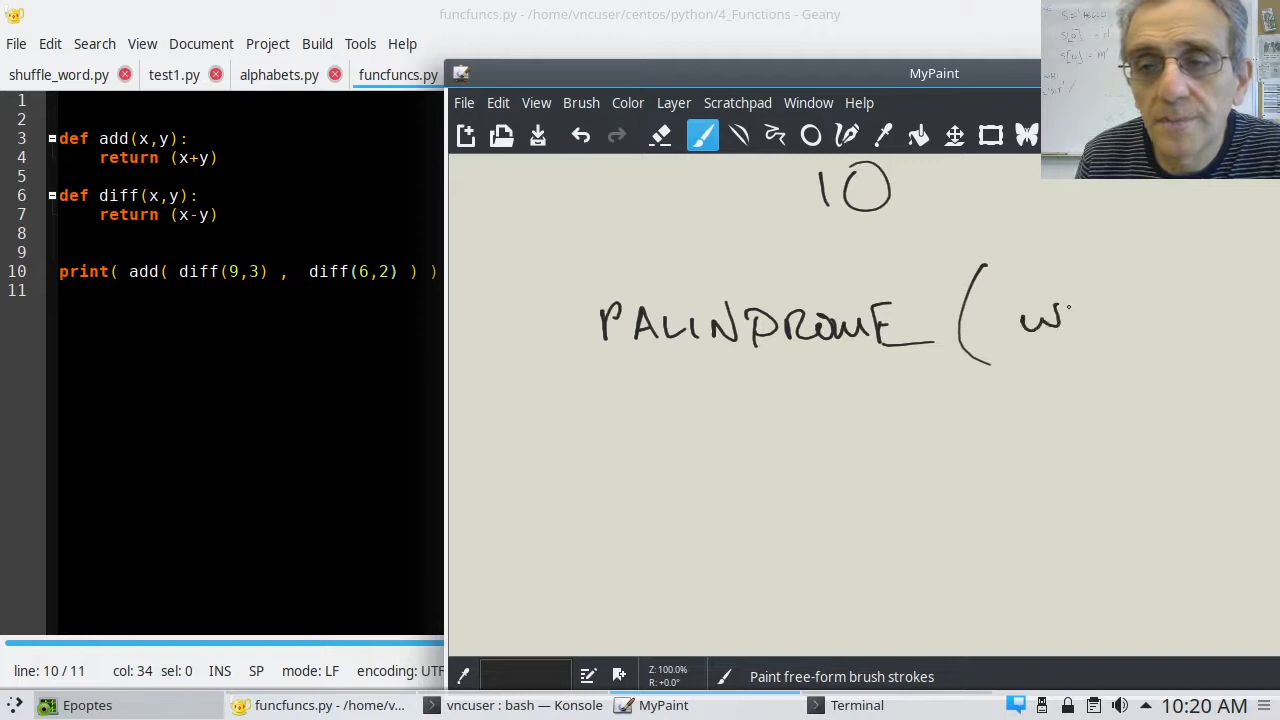 funcfuncs.py - /home/vncuser/centos/python/4_Functions - Geany
File Edit Search View Document Project Build Tools Help
shuffle_word.py test1.py alphabets.py funcfuncs.py
MyPaint
File Edit View Brush Color Layer Scratchpad Window Help
1
2
3 def add(x,y):
4 return (x+y)
5
6 def diff(x,y):
7 return (x-y)
8
9
10 print( add( diff(9,3) , diff(6,2) ) )
11
10
PALINDROME ( w
line: 10 / 11 col: 34 sel: 0 INS SP mode: LF encoding: UTF
Z: 100.0%
R: +0.0°
Paint free-form brush strokes
Epoptes funcfuncs.py - /home/v... vncuser : bash — Konsole MyPaint Terminal 10:20 AM